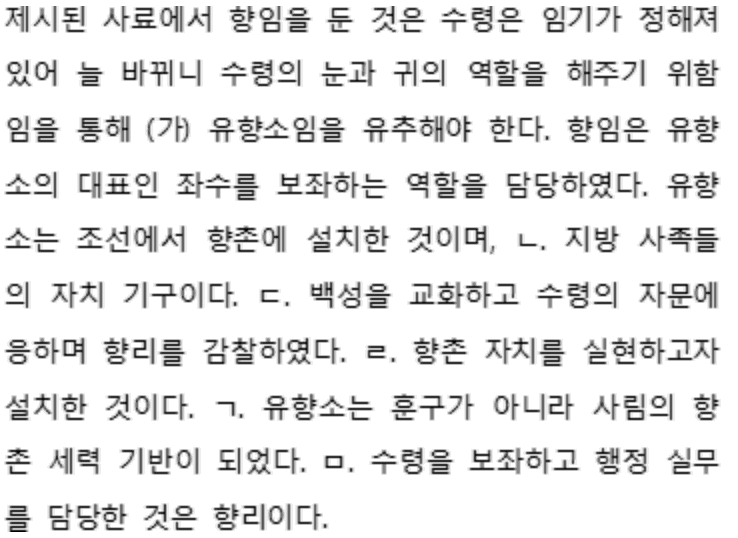 제시된 사료에서 향임을 둔 것은 수령은 임기가 정해져
있어 늘 바뀌니 수령의 눈과 귀의 역할을 해주기 위함
임을 통해 (가) 유향소임을 유추해야 한다. 향임은 유향
소의 대표인 좌수를 보좌하는 역할을 담당하였다. 유향
소는 조선에서 향촌에 설치한 것이며, ㄴ. 지방 사족들
의 자치 기구이다. ㄷ. 백성을 교화하고 수령의 자문에
응하며 향리를 감찰하였다. ㄹ. 향촌 자치를 실현하고자
설치한 것이다. ㄱ. 유향소는 훈구가 아니라 사림의 향
촌 세력 기반이 되었다. ㅁ. 수령을 보좌하고 행정 실무
를 담당한 것은 향리이다.